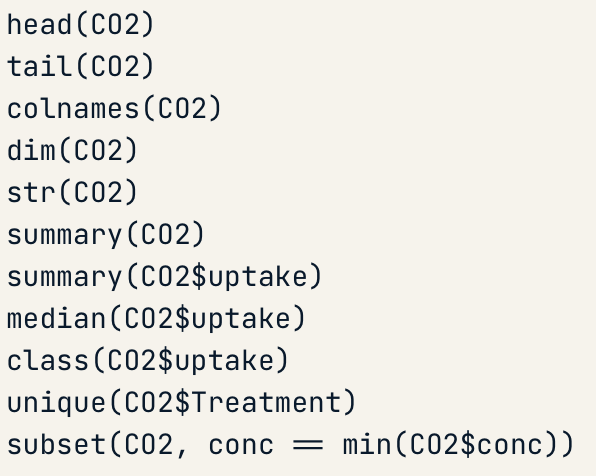 head(CO2)
tail(CO2)
colnames(CO2)
dim(CO2)
str(CO2)
summary(CO2)
summary(CO2$uptake)
median(CO2$uptake)
class(CO2$uptake)
unique(CO2$Treatment)
subset(CO2, conc == min(CO2$conc))